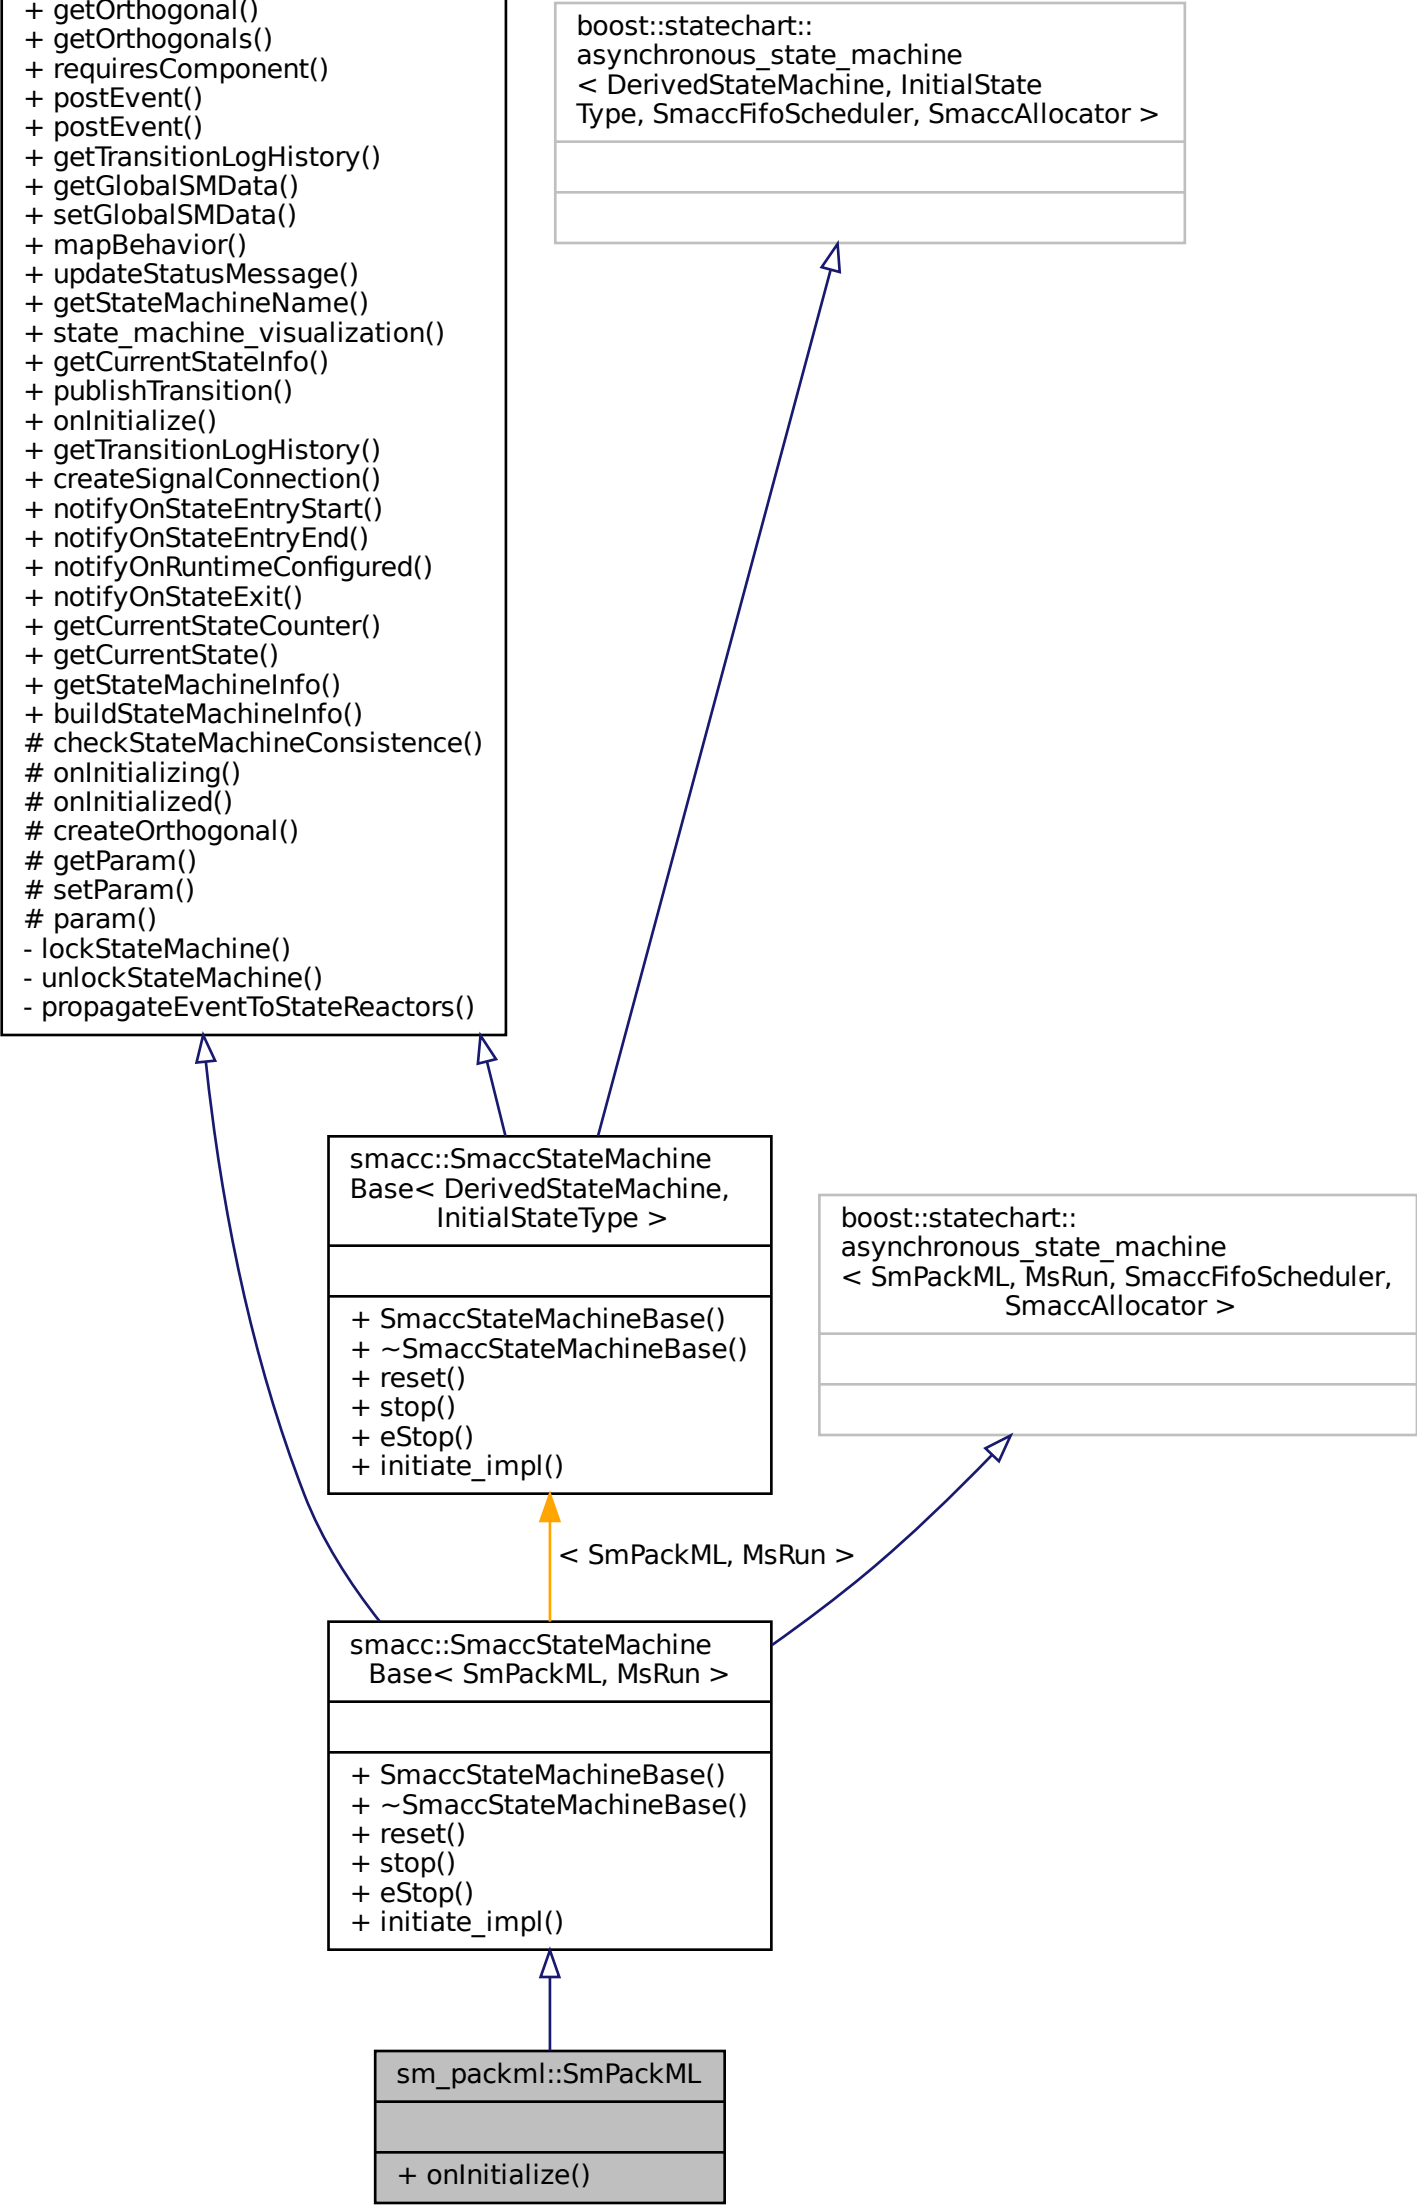 + getOrthogonal()
+ getOrthogonals()
+ requiresComponent()
+ postEvent()
+ postEvent()
+ getTransitionLogHistory()
+ getGlobalSMData()
+ setGlobalSMData()
+ mapBehavior()
+ updateStatusMessage()
+ getStateMachineName()
+ state_machine_visualization()
+ getCurrentStateInfo()
+ publishTransition()
+ onInitialize()
+ getTransitionLogHistory()
+ createSignalConnection()
+ notifyOnStateEntryStart()
+ notifyOnStateEntryEnd()
+ notifyOnRuntimeConfigured()
+ notifyOnStateExit()
+ getCurrentStateCounter()
+ getCurrentState()
+ getStateMachineInfo()
+ buildStateMachineInfo()
# checkStateMachineConsistence()
# onInitializing()
# onInitialized()
# createOrthogonal()
# getParam()
# setParam()
# param()
- lockStateMachine()
- unlockStateMachine()
- propagateEventToStateReactors()
boost::statechart::
asynchronous_state_machine
< DerivedStateMachine, InitialState
Type, SmaccFifoScheduler, SmaccAllocator >
smacc::SmaccStateMachine
Base< DerivedStateMachine,
InitialStateType >
+ SmaccStateMachineBase()
+ ~SmaccStateMachineBase()
+ reset()
+ stop()
+ eStop()
+ initiate_impl()
boost::statechart::
asynchronous_state_machine
< SmPackML, MsRun, SmaccFifoScheduler,
SmaccAllocator >
< SmPackML, MsRun >
smacc::SmaccStateMachine
Base< SmPackML, MsRun >
+ SmaccStateMachineBase()
+ ~SmaccStateMachineBase()
+ reset()
+ stop()
+ eStop()
+ initiate_impl()
sm_packml::SmPackML
+ onInitialize()